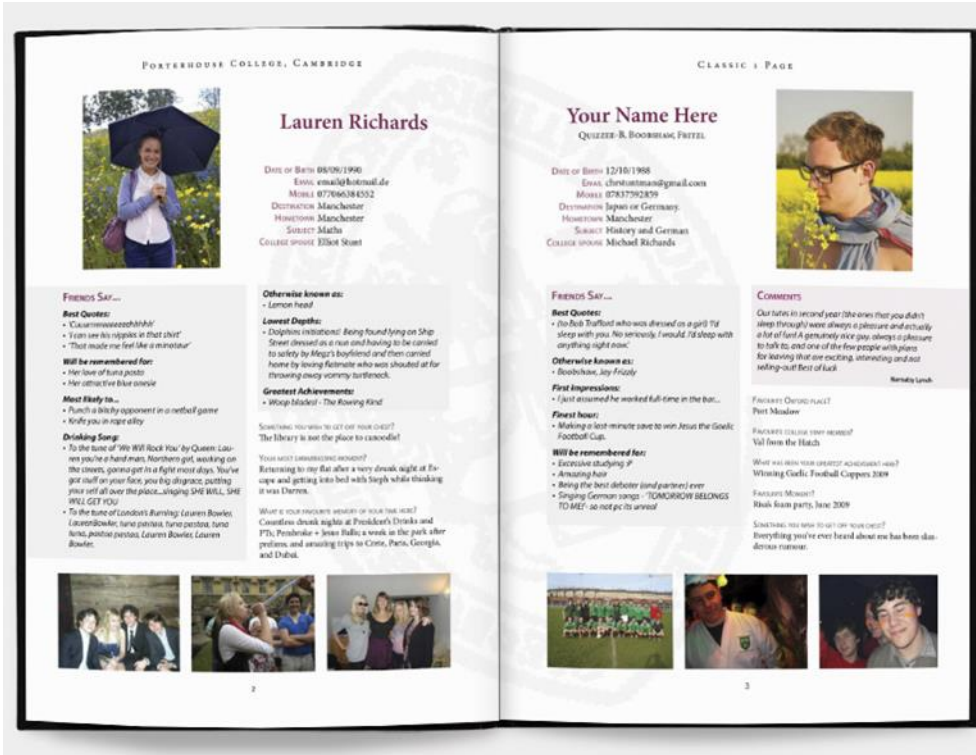 PORTERHOUSE COLLEGE, CAMBRIDGE
Lauren Richards
DATE OF BIRTH 08/09/1990
EMAIL email@hotmail.de
MOBILE 077066384552
DESTINATION Manchester
HOMETOWN Manchester
SUBJECT Maths
COLLEGE SPOUSE Elliot Stunt
FRIENDS SAY...
Best Quotes:
• 'I can see his nipples in that shirt'
• 'That made me feel like a minotaur'
Will be remembered for:
• Her love of tuna pasta
• Her attractive blue onesie
Most likely to...
• Punch a bitchy opponent in a netball game
• Knife you in rape alley
Drinking Song:
• To the tune of 'We Will Rock You' by Queen: Lau-
ren you're a hard man, Northern girl, working on
the streets, gonna get in a fight most days. You've
got stuff on your face, you big disgrace, putting
your self all over the place...singing SHE WILL, SHE
WILL GET YOU
• To the tune of London's Burning: Lauren Bowler,
LaurenBowler, tuna pastaa, tuna pastaa, tuna
tuna, pastaa pastaa, Lauren Bowler, Lauren
Bowler.
Otherwise known as:
• Lemon head
Lowest Depths:
• Dolphins initiations! Being found lying on Ship
Street dressed as a nun and having to be carried
to safety by Megz's boyfriend and then carried
home by loving flatmate who was shouted at for
throwing away vommy turtleneck.
Greatest Achievements:
• Woop bladed - The Rowing Kind
SOMETHING YOU WISH TO GET OFF YOUR CHEST?
The library is not the place to canoodle!
YOUR MOST EMBARRASSING MOMENT?
Returning to my flat after a very drunk night at Es-
cape and getting into bed with Steph while thinking
it was Darren.
WHAT IS YOUR FAVOURITE MEMORY OF YOUR TIME HERE?
Countless drunk nights at President's Drinks and
PTs; Pembroke + Jesus Balls; a week in the park after
prelims, and amazing trips to Crete, Paris, Georgia,
and Dubai.
2
CLASSIC 1 PAGE
Your Name Here
QUIZZEE-B, BOOBSHAW, FRITZL
DATE OF BIRTH 12/10/1988
EMAIL chrstuntman@gmail.com
MOBILE 07837592859
DESTINATION Japan or Germany.
HOMETOWN Manchester
SUBJECT History and German
COLLEGE SPOUSE Michael Richards
FRIENDS SAY...
Best Quotes:
• (to Bob Trafford who was dressed as a girl) 'I'd
sleep with you. No seriously, I would. I'd sleep with
anything right now.'
Otherwise known as:
• Boobshaw, Jay-Frizzly
First Impressions:
• I just assumed he worked full-time in the bar...
Finest hour:
• Making a last-minute save to win Jesus the Gaelic
Football Cup.
Will be remembered for:
• Excessive studying :P
• Amazing hair
• Being the best debater (and partner) ever
• Singing German songs - 'TOMORROW BELONGS
TO ME!'- so not pc its unreal
COMMENTS
Our tutes in second year (the ones that you didn't
sleep through) were always a pleasure and actually
a lot of fun! A genuinely nice guy, always a pleasure
to talk to, and one of the few people with plans
for leaving that are exciting, interesting and not
selling-out! Best of luck
Barnaby Lynch
FAVOURITE OXFORD PLACE?
Port Meadow
FAVOURITE COLLEGE STAFF MEMBER?
Val from the Hatch
WHAT HAS BEEN YOUR GREATEST ACHIEVEMENT HERE?
Winning Gaelic Football Cuppers 2009
FAVOURITE MOMENT?
Risak foam party, June 2009
SOMETHING YOU WISH TO GET OFF YOUR CHEST?
Everything you've ever heard about me has been slan-
derous rumour.
3